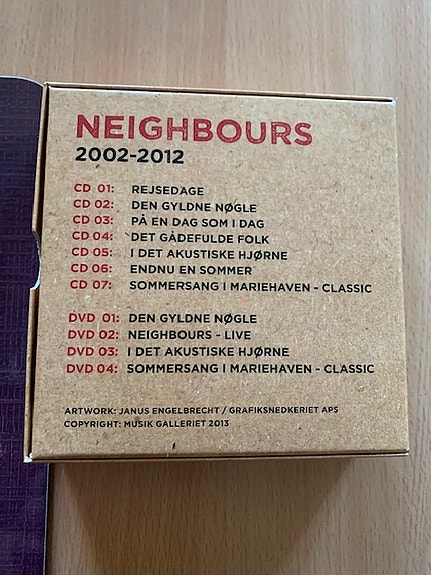 NEIGHBOURS
2002-2012
CD 01: REJSEDAGE
CD 02: DEN GYLDNE NØGLE
CD 03: PÅ EN DAG SOM I DAG
CD 04: DET GÅDEFULDE FOLK
CD 05: I DET AKUSTISKE HJØRNE
CD 06: ENDNU EN SOMMER
CD 07: SOMMERSANG I MARIEHAVEN - CLASSIC
DVD 01: DEN GYLDNE NØGLE
DVD 02: NEIGHBOURS - LIVE
DVD 03: I DET AKUSTISKE HJØRNE
DVD 04: SOMMERSANG I MARIEHAVEN - CLASSIC
ARTWORK: JANUS ENGELBRECHT / GRAFIKSNEDKERIET APS
COPYRIGHT: MUSIK GALLERIET 2013